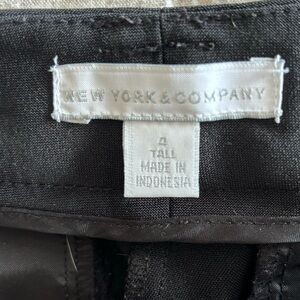 NEW YORK & COMPANY
4
TALL
MADE IN
INDONESIA